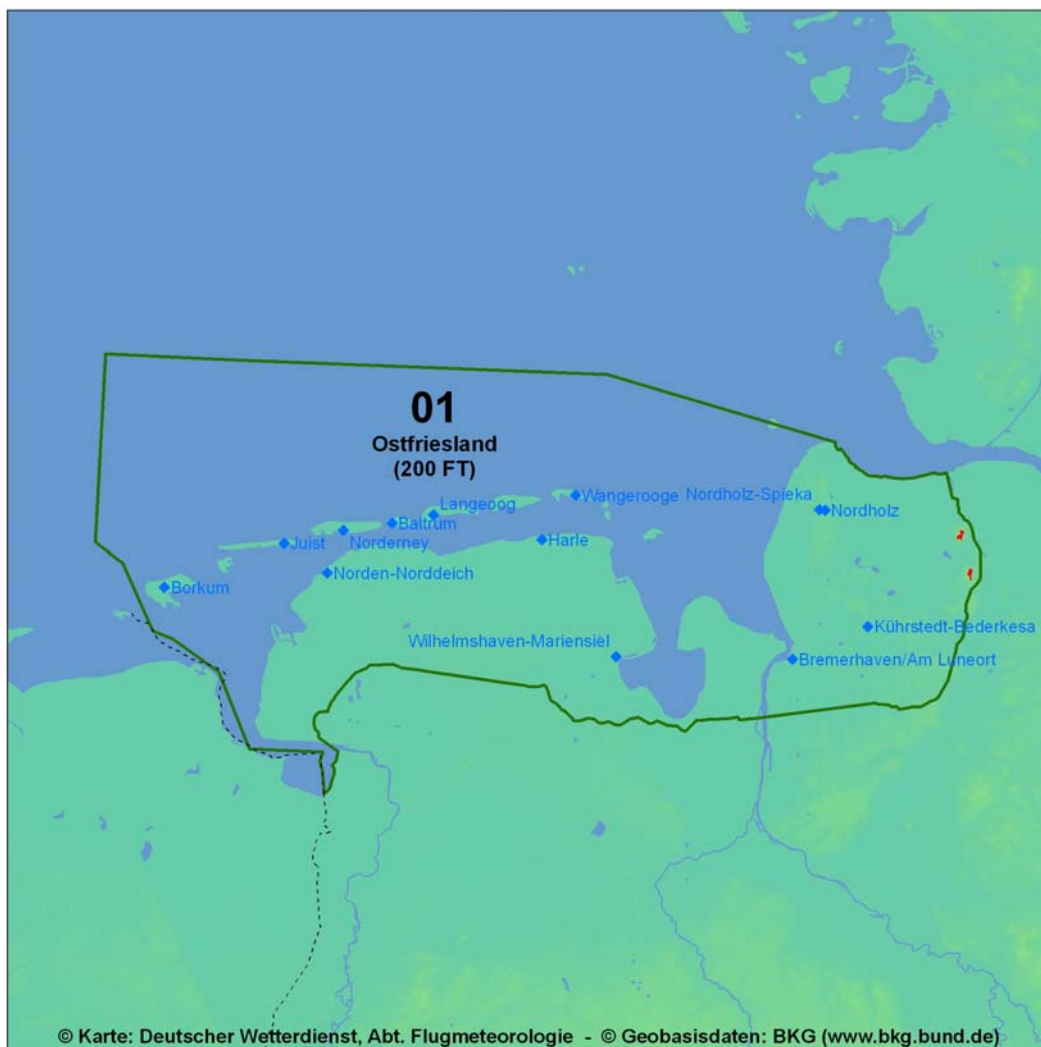 01
Ostfriesland
(200 FT)
Langeoog
Wangerooge
Nordholz-Spieka
Nordholz
Baltrum
Juist
Norderney
Harle
Norden-Norddeich
Borkum
Kührstedt-Bederkesa
Wilhelmshaven-Mariensiel
Bremerhaven/Am Luneort
© Karte: Deutscher Wetterdienst, Abt. Flugmeteorologie - © Geobasisdaten: BKG (www.bkg.bund.de)